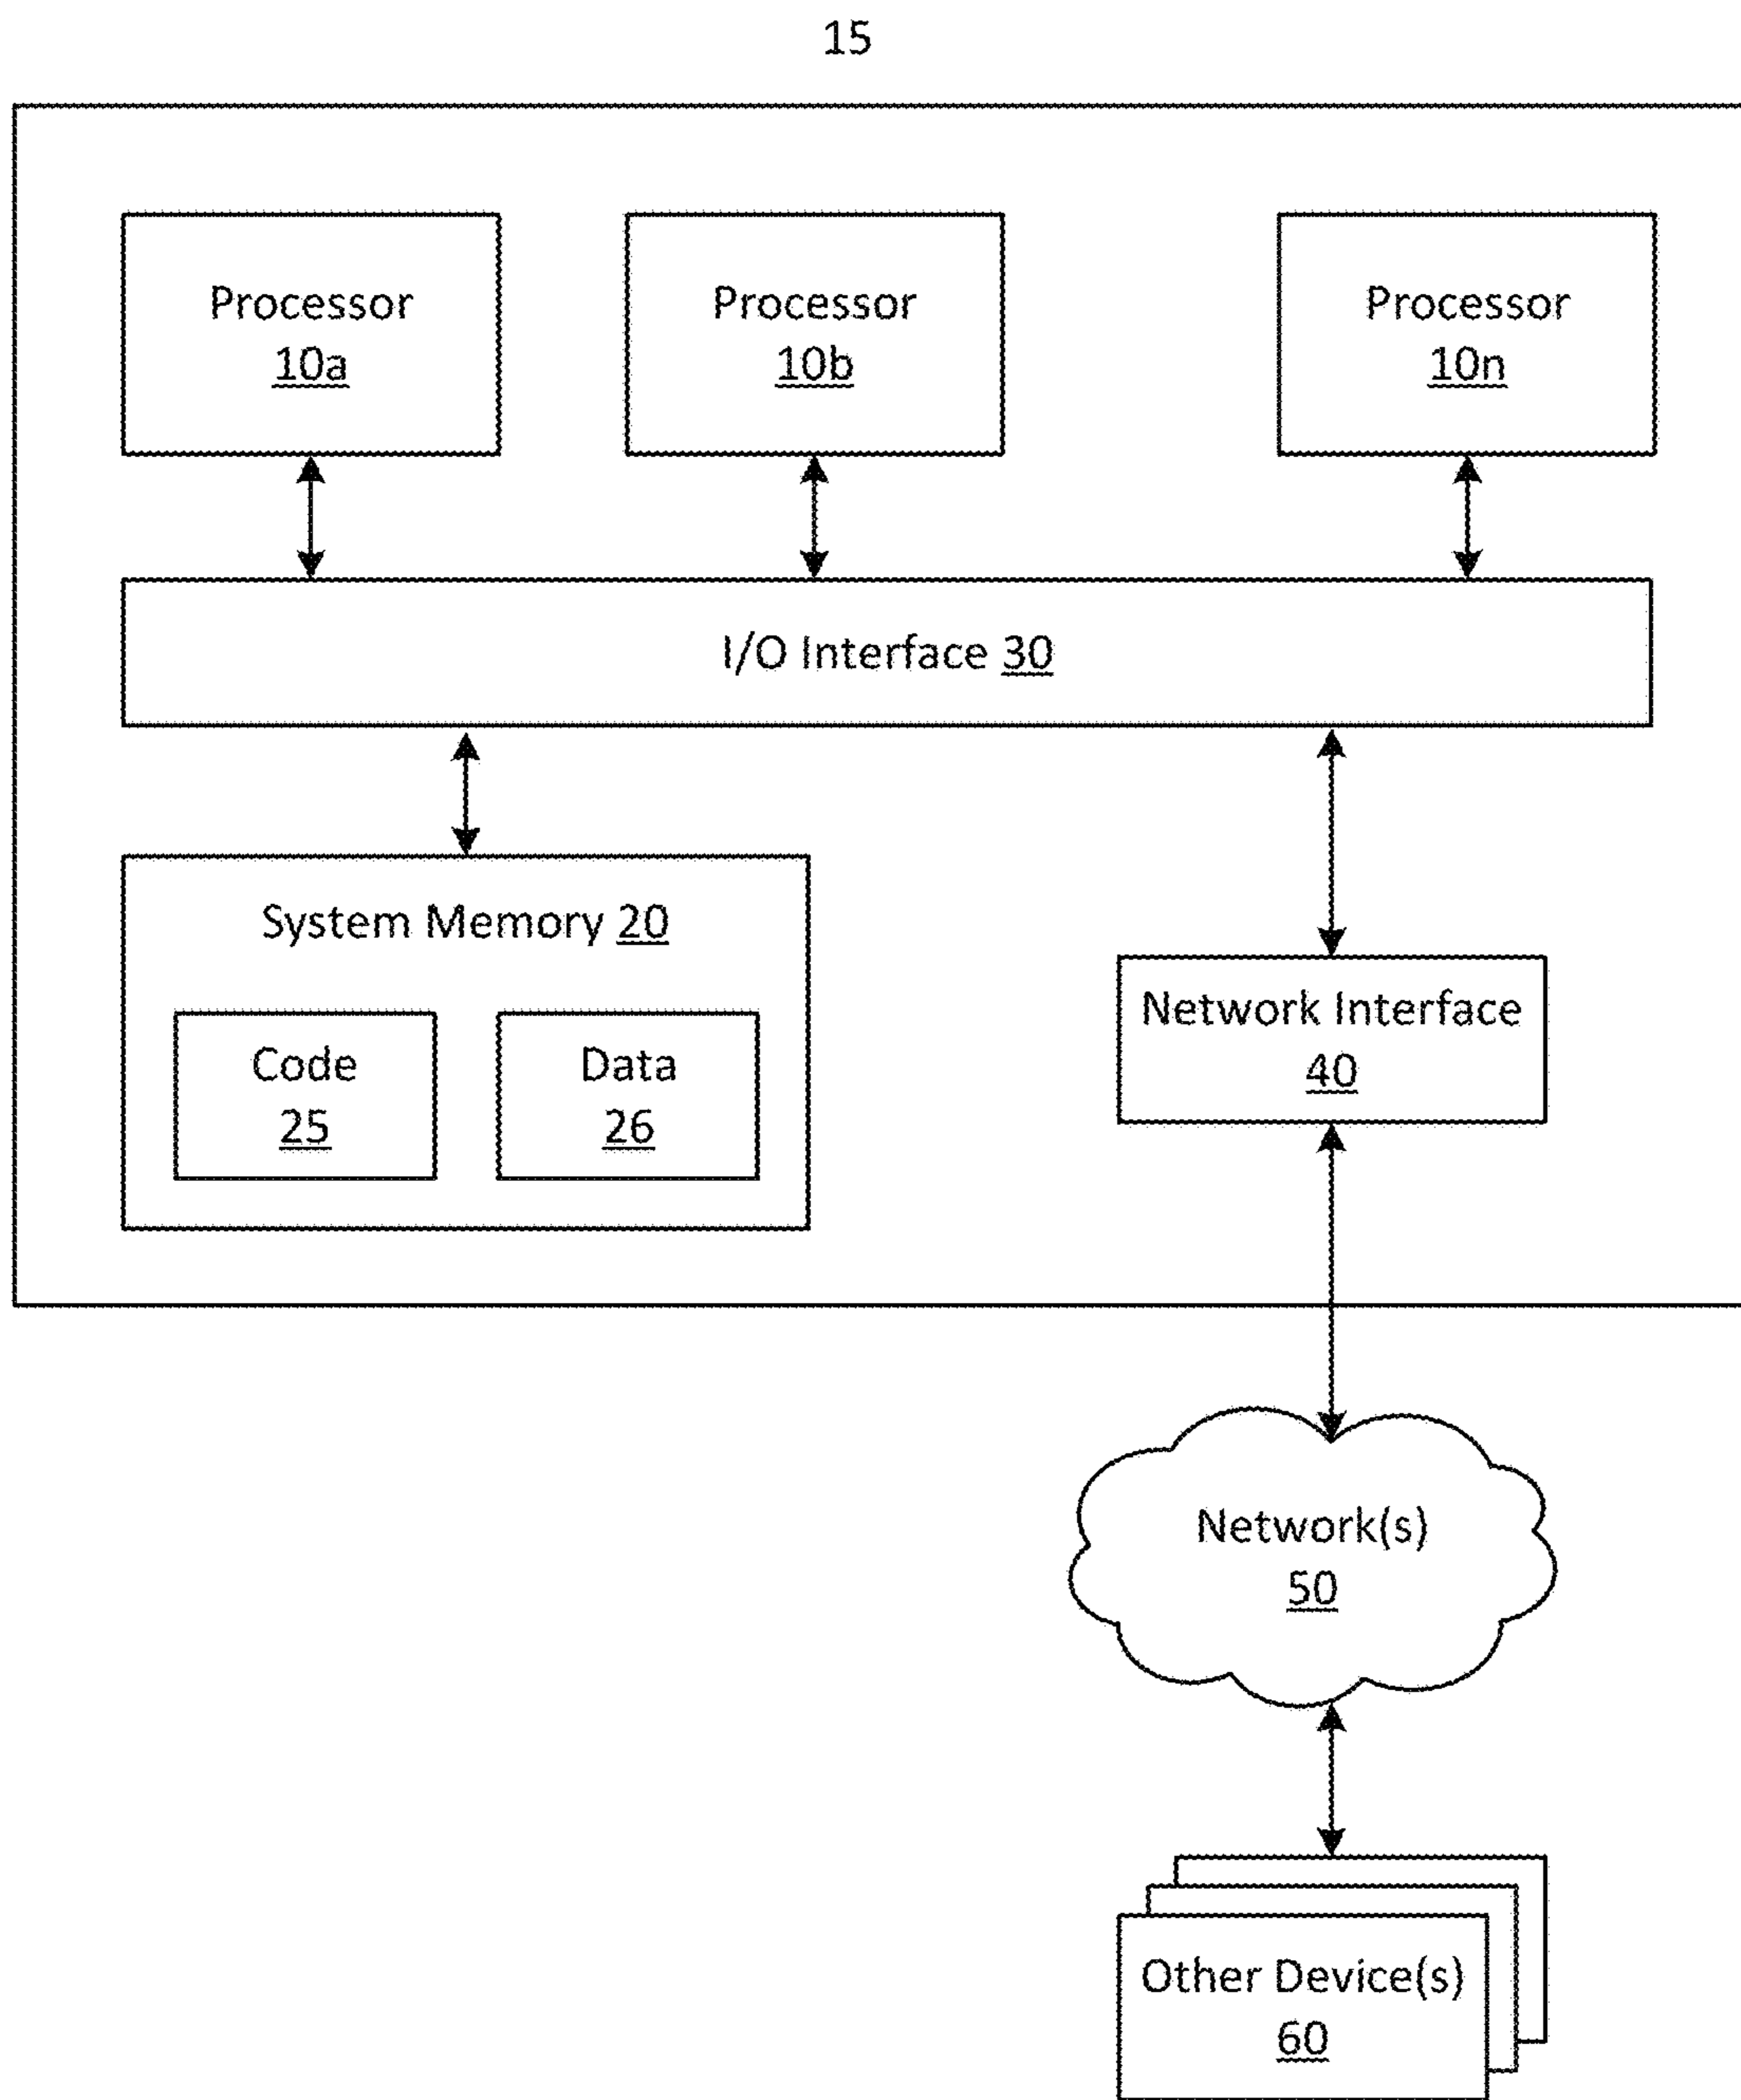 15
Processor
10a
Processor
10b
Processor
10n
I/O Interface 30
System Memory 20
Code
25
Data
26
Network Interface
40
Network(s)
50
Other Device(s)
60